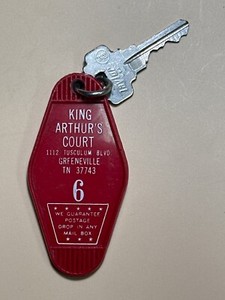 KING
ARTHUR'S
COURT
1112 TUSCULUM BLVD
GREENEVILLE
TN 37743
6
WE GUARANTEE
POSTAGE
DROP IN ANY
MAIL BOX